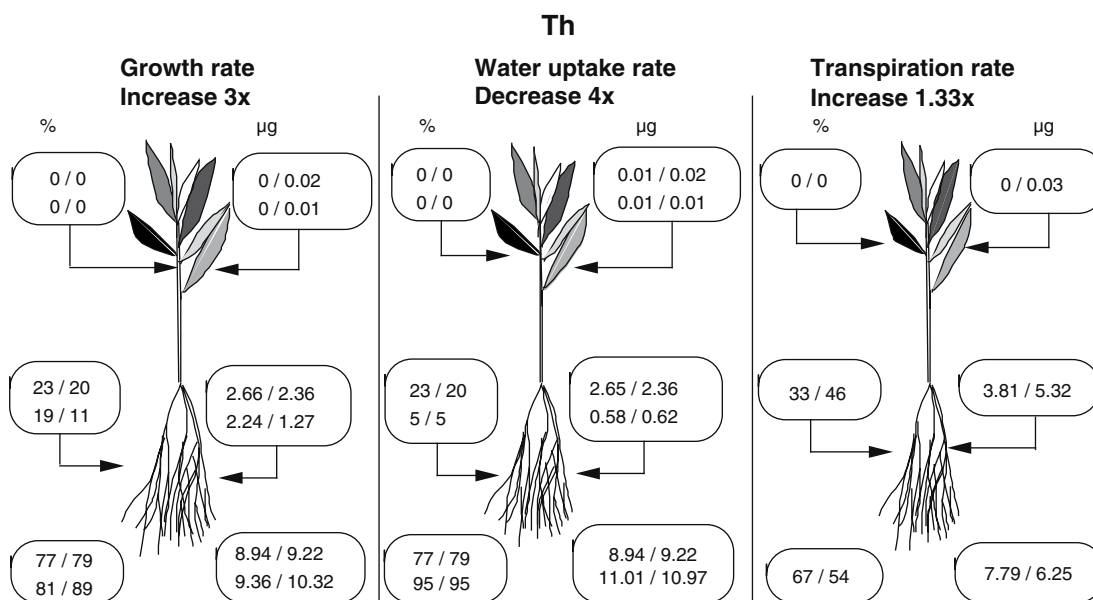 Th
Growth rate
Increase 3x
% µg
0 / 0
0 / 0
0 / 0.02
0 / 0.01
23 / 20
19 / 11
2.66 / 2.36
2.24 / 1.27
77 / 79
81 / 89
8.94 / 9.22
9.36 / 10.32
Water uptake rate
Decrease 4x
% µg
0 / 0
0 / 0
0.01 / 0.02
0.01 / 0.01
23 / 20
5 / 5
2.65 / 2.36
0.58 / 0.62
77 / 79
95 / 95
8.94 / 9.22
11.01 / 10.97
Transpiration rate
Increase 1.33x
% µg
0 / 0
0 / 0.03
33 / 46
3.81 / 5.32
67 / 54
7.79 / 6.25